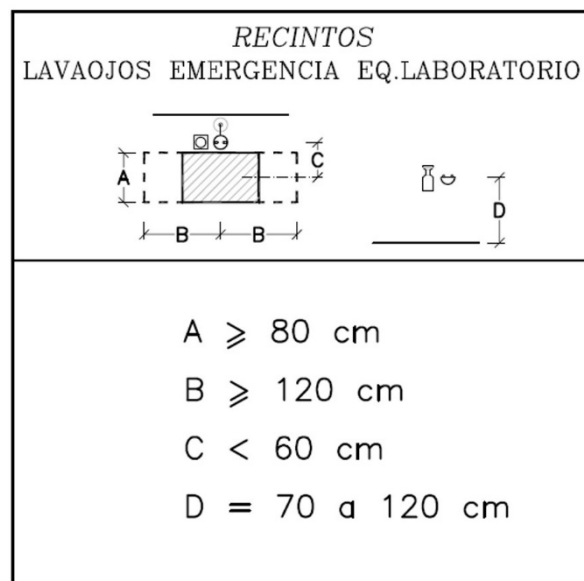 RECINTOS
LAVAOJOS EMERGENCIA EQ.LABORATORIO
A
C
D
B B
A ⩾ 80 cm
B ⩾ 120 cm
C < 60 cm
D = 70 a 120 cm